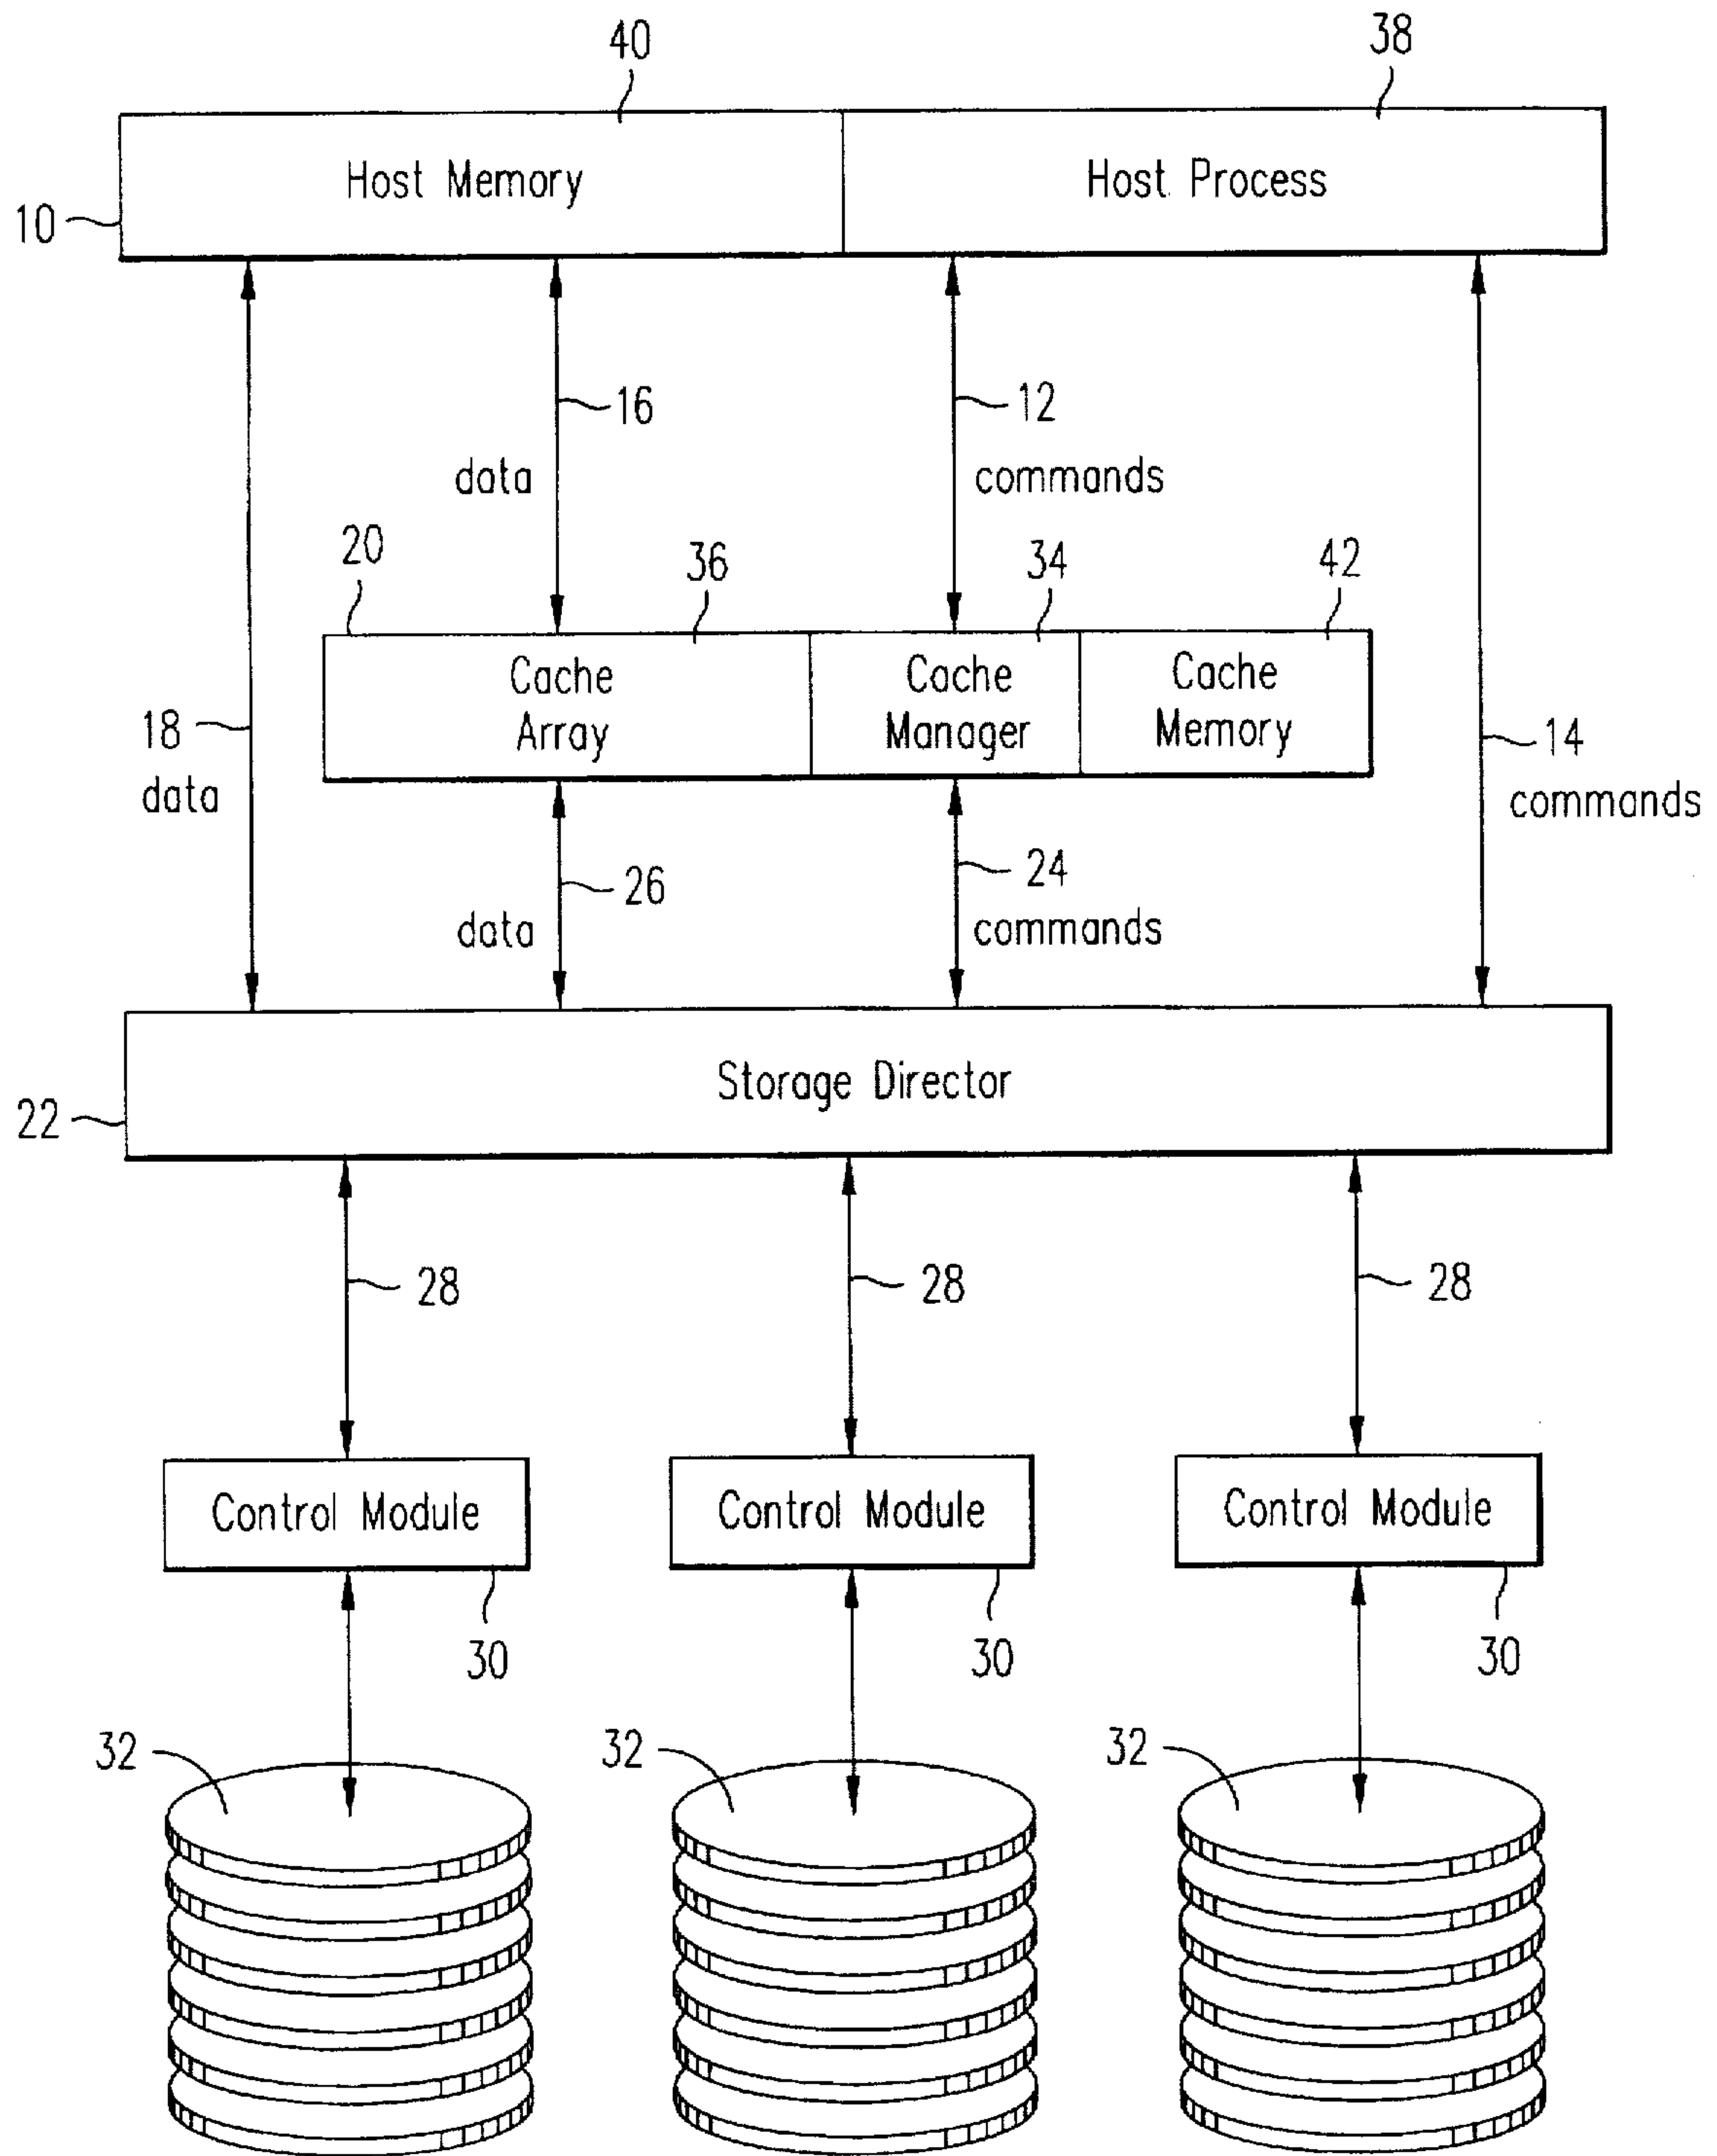 40
38
Host Memory
Host Process
10
16
12
data
commands
20
36
34
42
Cache
Array
Cache
Manager
Cache
Memory
18
data
14
commands
26
24
data
commands
Storage Director
22
28
28
28
Control Module
Control Module
Control Module
30
30
30
32
32
32